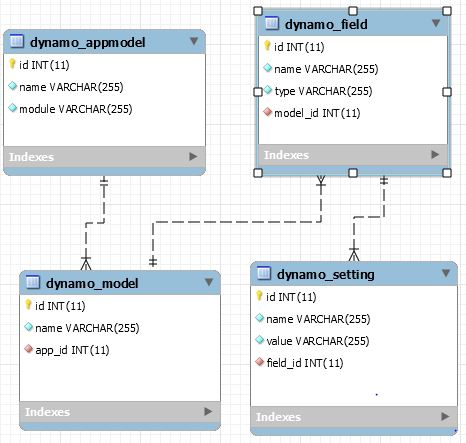 dynamo_appmodel
id INT(11)
name VARCHAR(255)
module VARCHAR(255)
Indexes
dynamo_field
id INT(11)
name VARCHAR(255)
type VARCHAR(255)
model_id INT(11)
Indexes
dynamo_model
id INT(11)
name VARCHAR(255)
app_id INT(11)
Indexes
dynamo_setting
id INT(11)
name VARCHAR(255)
value VARCHAR(255)
field_id INT(11)
Indexes